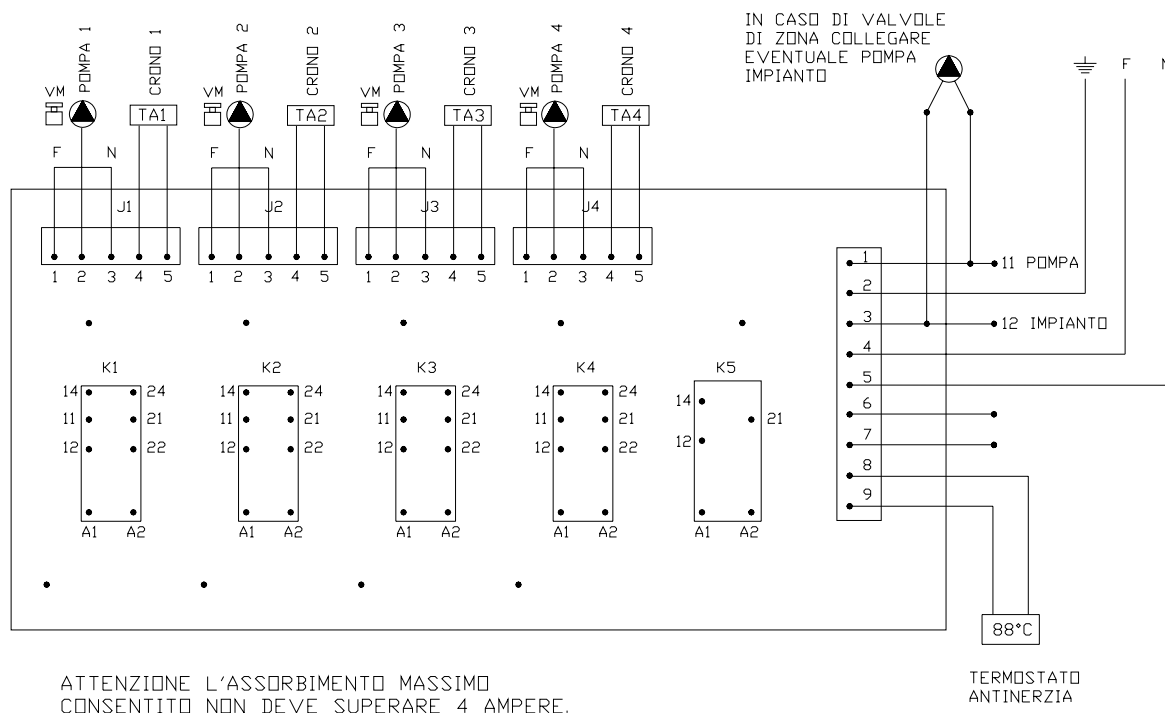 POMPA 1
CRONO 1
POMPA 2
CRONO 2
POMPA 3
CRONO 3
POMPA 4
CRONO 4
IN CASO DI VALVOLE
DI ZONA COLLEGARE
EVENTUALE POMPA
IMPIANTO
F N
VM TA1 VM TA2 VM TA3 VM TA4
F N F N F N F N
J1 J2 J3 J4
1 2 3 4 5 1 2 3 4 5 1 2 3 4 5 1 2 3 4 5
1 11 POMPA
2
3 12 IMPIANTO
4
5
6
7
8
9
K1 K2 K3 K4 K5
14 24 14 24 14 24 14 24 14
11 21 11 21 11 21 11 21 21
12 22 12 22 12 22 12 22 12
A1 A2 A1 A2 A1 A2 A1 A2 A1 A2
88°C
TERMOSTATO
ANTINERZIA
ATTENZIONE L'ASSORBIMENTO MASSIMO
CONSENTITO NON DEVE SUPERARE 4 AMPERE.